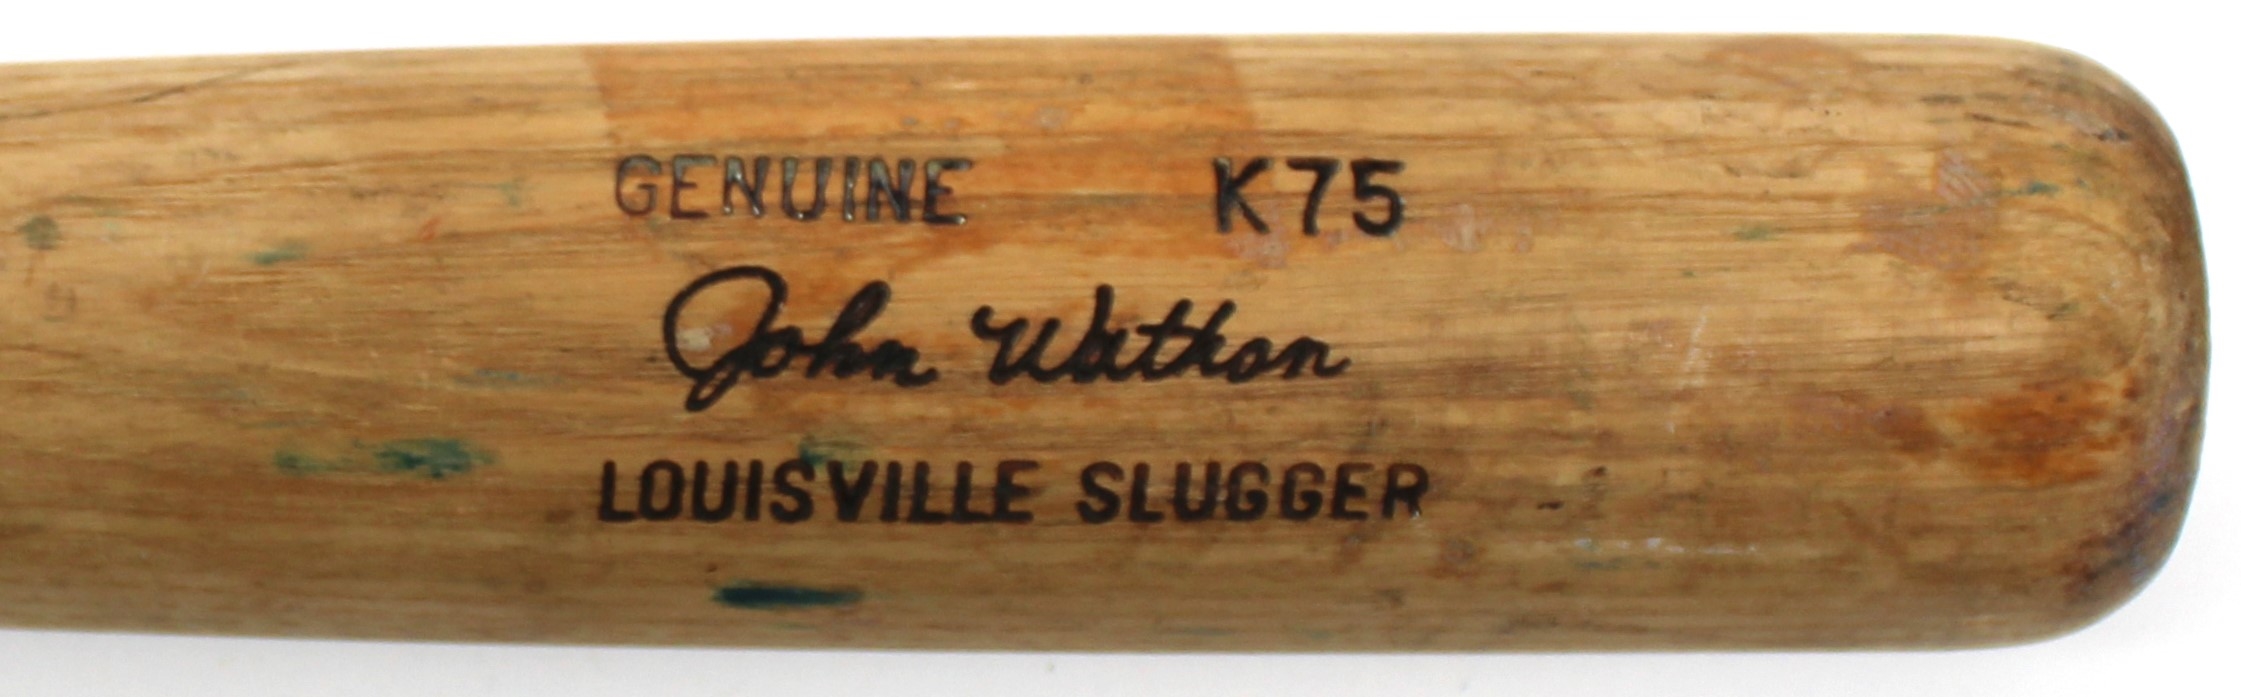 GENUINE K75
John Wathan
LOUISVILLE SLUGGER